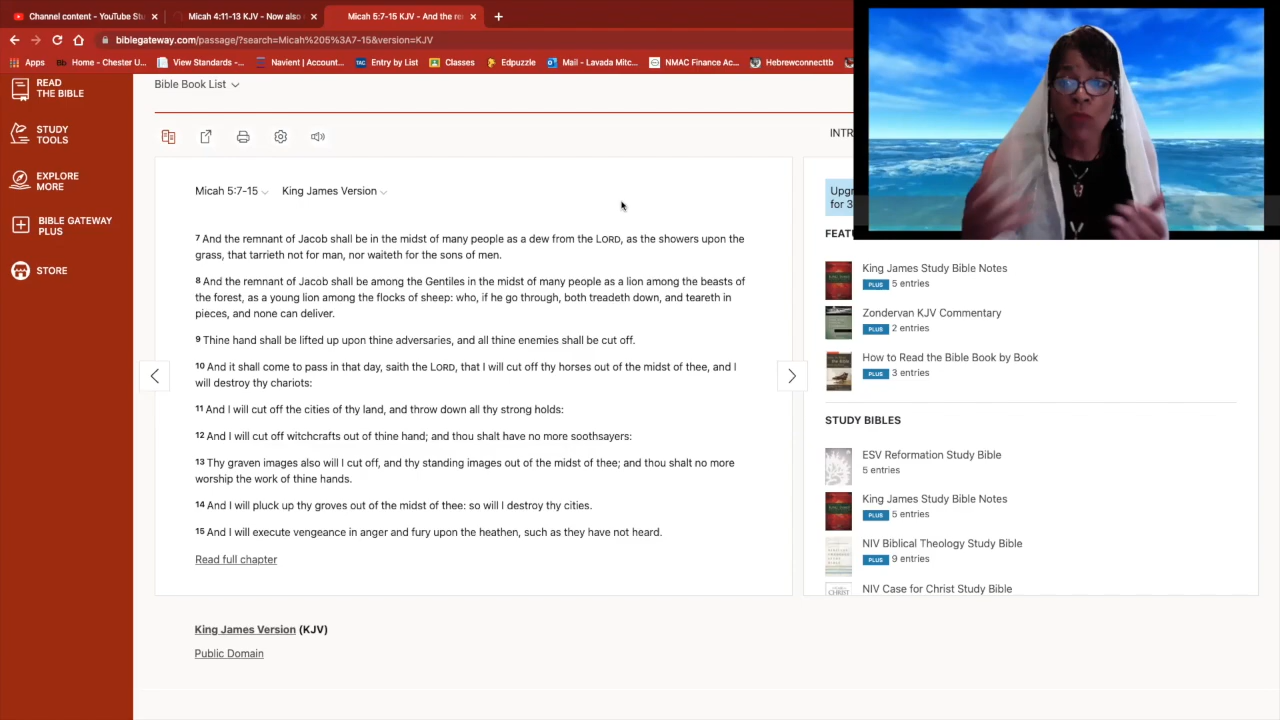 Channel content - YouTube Stu
Micah 4:11-13 KJV - Now also
Micah 5:7-15 KJV - And the re
biblegateway.com/passage/?search=Micah%205%3A7-15&version=KJV
Apps
Home - Chester U...
View Standards -...
Navient | Account...
Entry by List
Classes
Edpuzzle
Mail - Lavada Mitc...
NMAC Finance Ac...
Hebrewconnecttb
READ
THE BIBLE
STUDY
TOOLS
EXPLORE
MORE
BIBLE GATEWAY
PLUS
STORE
Bible Book List
INTR
Micah 5:7-15 King James Version
7 And the remnant of Jacob shall be in the midst of many people as a dew from the LORD, as the showers upon the
grass, that tarrieth not for man, nor waiteth for the sons of men.
8 And the remnant of Jacob shall be among the Gentiles in the midst of many people as a lion among the beasts of
the forest, as a young lion among the flocks of sheep: who, if he go through, both treadeth down, and teareth in
pieces, and none can deliver.
9 Thine hand shall be lifted up upon thine adversaries, and all thine enemies shall be cut off.
10 And it shall come to pass in that day, saith the LORD, that I will cut off thy horses out of the midst of thee, and I
will destroy thy chariots:
11 And I will cut off the cities of thy land, and throw down all thy strong holds:
12 And I will cut off witchcrafts out of thine hand; and thou shalt have no more soothsayers:
13 Thy graven images also will I cut off, and thy standing images out of the midst of thee; and thou shalt no more
worship the work of thine hands.
14 And I will pluck up thy groves out of the midst of thee: so will I destroy thy cities.
15 And I will execute vengeance in anger and fury upon the heathen, such as they have not heard.
Read full chapter
King James Version (KJV)
Public Domain
Upgr
for 3
FEAT
King James Study Bible Notes
PLUS 5 entries
Zondervan KJV Commentary
PLUS 2 entries
How to Read the Bible Book by Book
PLUS 3 entries
STUDY BIBLES
ESV Reformation Study Bible
5 entries
King James Study Bible Notes
PLUS 5 entries
NIV Biblical Theology Study Bible
PLUS 9 entries
CHRIST
NIV Case for Christ Study Bible